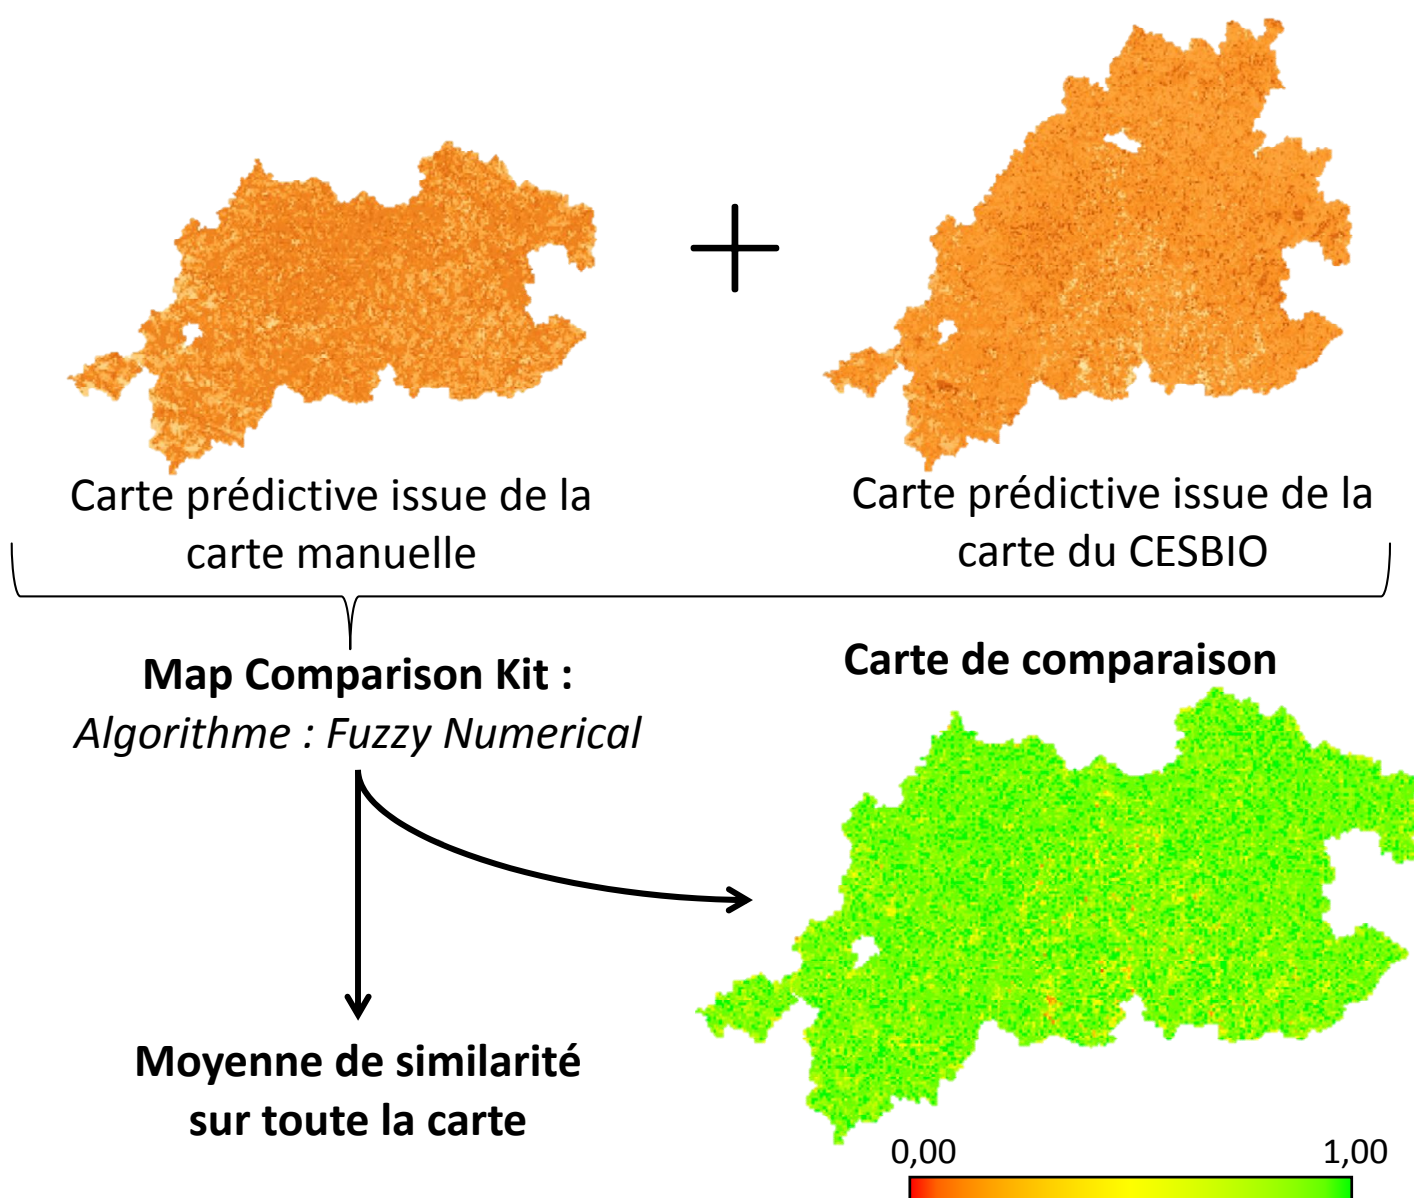 Carte prédictive issue de la
carte manuelle
Carte prédictive issue de la
carte du CESBIO
Map Comparison Kit :
Algorithme : Fuzzy Numerical
Carte de comparaison
Moyenne de similarité
sur toute la carte
0,00
1,00